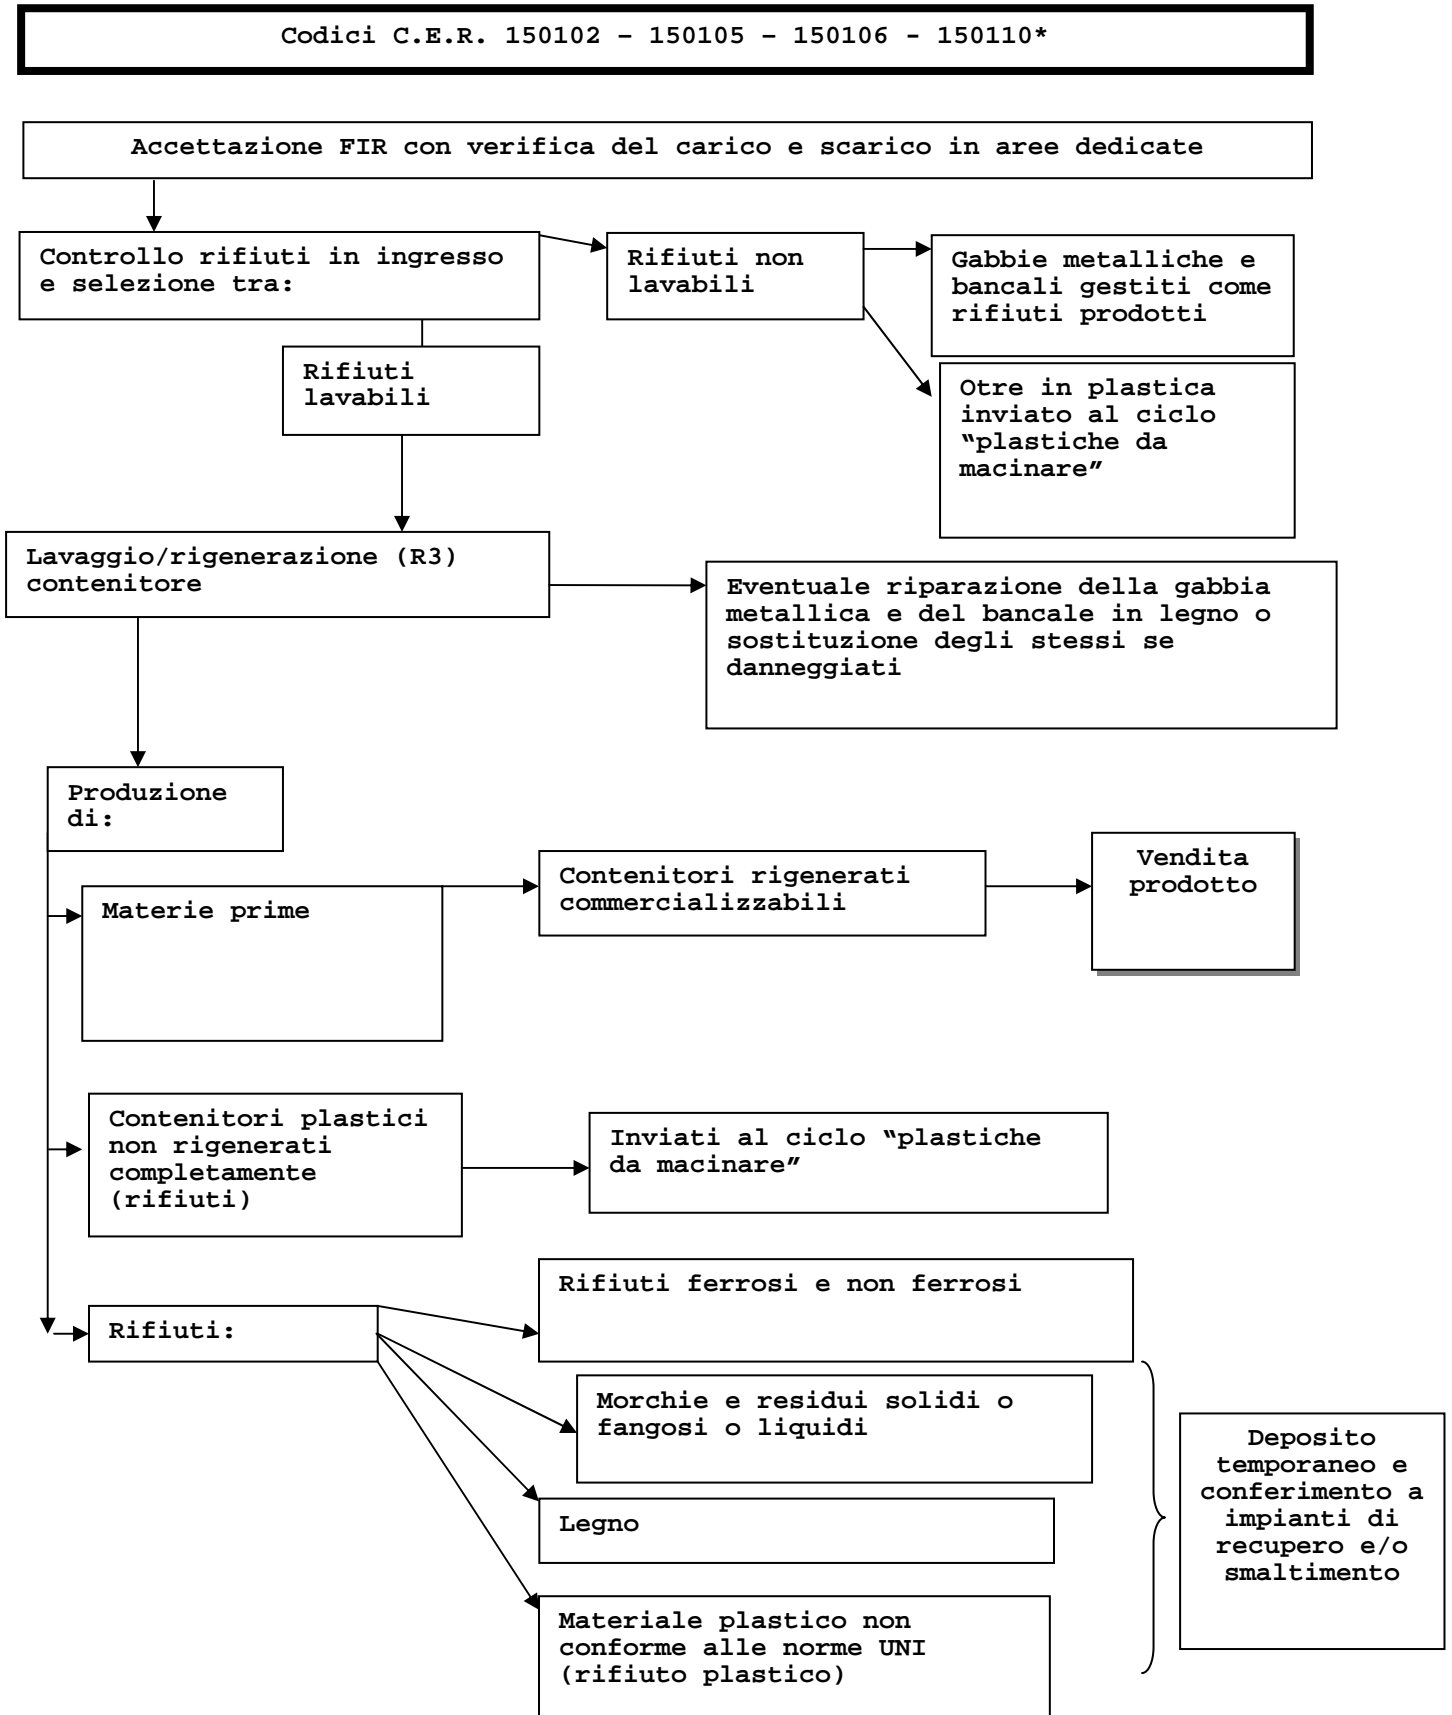 Codici C.E.R. 150102 – 150105 – 150106 - 150110*
Accettazione FIR con verifica del carico e scarico in aree dedicate
Controllo rifiuti in ingresso
e selezione tra:
Rifiuti non
lavabili
Gabbie metalliche e
bancali gestiti come
rifiuti prodotti
Rifiuti
lavabili
Otre in plastica
inviato al ciclo
“plastiche da
macinare”
Lavaggio/rigenerazione (R3)
contenitore
Eventuale riparazione della gabbia
metallica e del bancale in legno o
sostituzione degli stessi se
danneggiati
Produzione
di:
Materie prime
Contenitori rigenerati
commercializzabili
Vendita
prodotto
Contenitori plastici
non rigenerati
completamente
(rifiuti)
Inviati al ciclo “plastiche
da macinare”
Rifiuti:
Rifiuti ferrosi e non ferrosi
Morchie e residui solidi o
fangosi o liquidi
Legno
Materiale plastico non
conforme alle norme UNI
(rifiuto plastico)
Deposito
temporaneo e
conferimento a
impianti di
recupero e/o
smaltimento